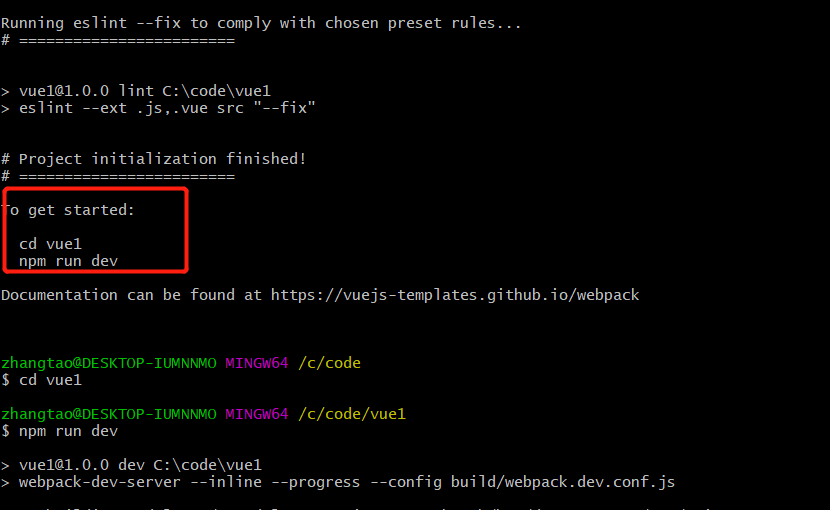 Running eslint --fix to comply with chosen preset rules...
# ========================
> vue1@1.0.0 lint C:\code\vue1
> eslint --ext .js,.vue src "--fix"
# Project initialization finished!
# ========================
To get started:
cd vue1
npm run dev
Documentation can be found at https://vuejs-templates.github.io/webpack
zhangtao@DESKTOP-IUMNNMO MINGW64 /c/code
$ cd vue1
zhangtao@DESKTOP-IUMNNMO MINGW64 /c/code/vue1
$ npm run dev
> vue1@1.0.0 dev C:\code\vue1
> webpack-dev-server --inline --progress --config build/webpack.dev.conf.js